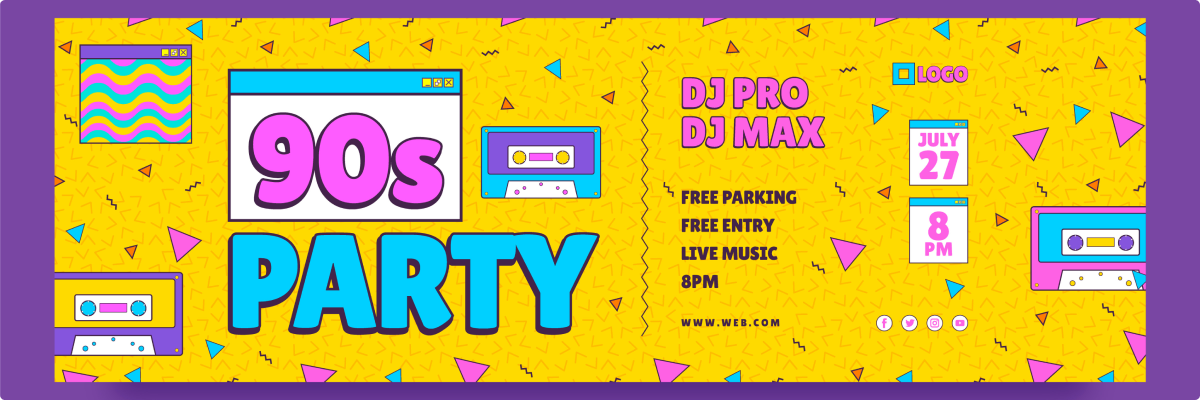 90s
PARTY
DJ PRO
DJ MAX
FREE PARKING
FREE ENTRY
LIVE MUSIC
8PM
WWW.WEB.COM
LOGO
JULY
27
8
PM